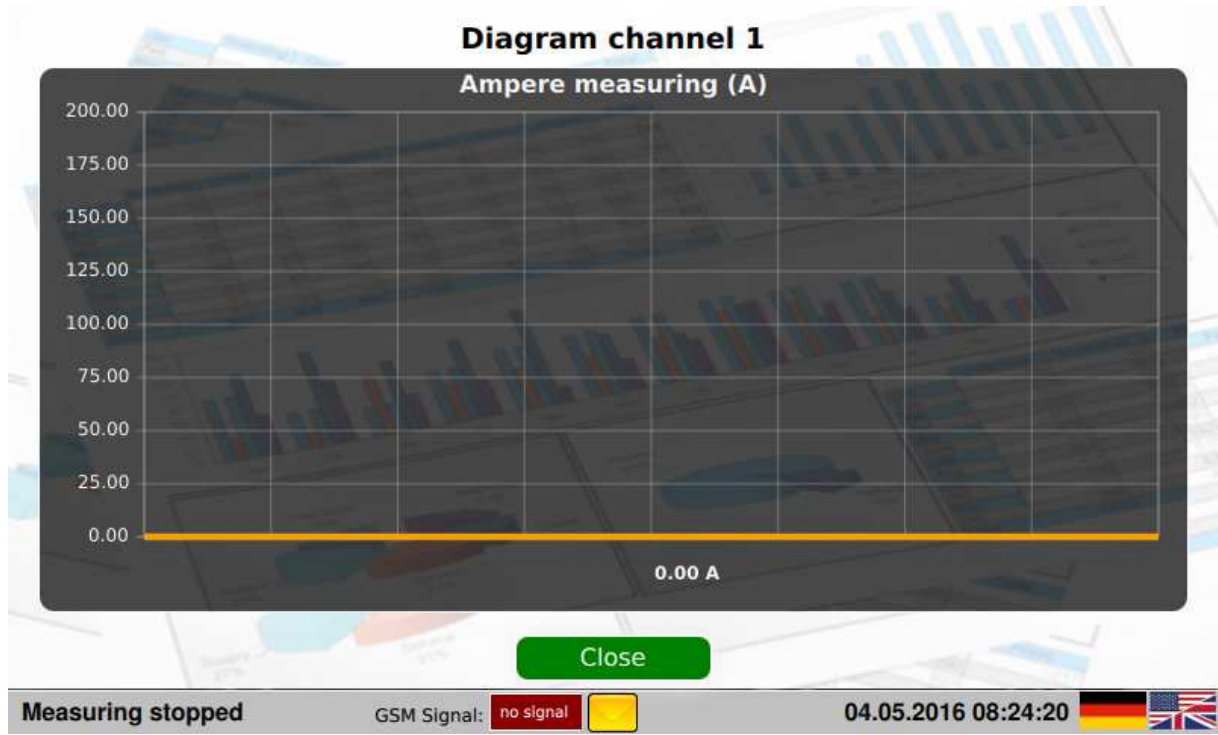 Diagram channel 1
Ampere measuring (A)
200.00
175.00
150.00
125.00
100.00
75.00
50.00
25.00
0.00
0.00 A
Close
Measuring stopped
GSM Signal:
no signal
04.05.2016 08:24:20